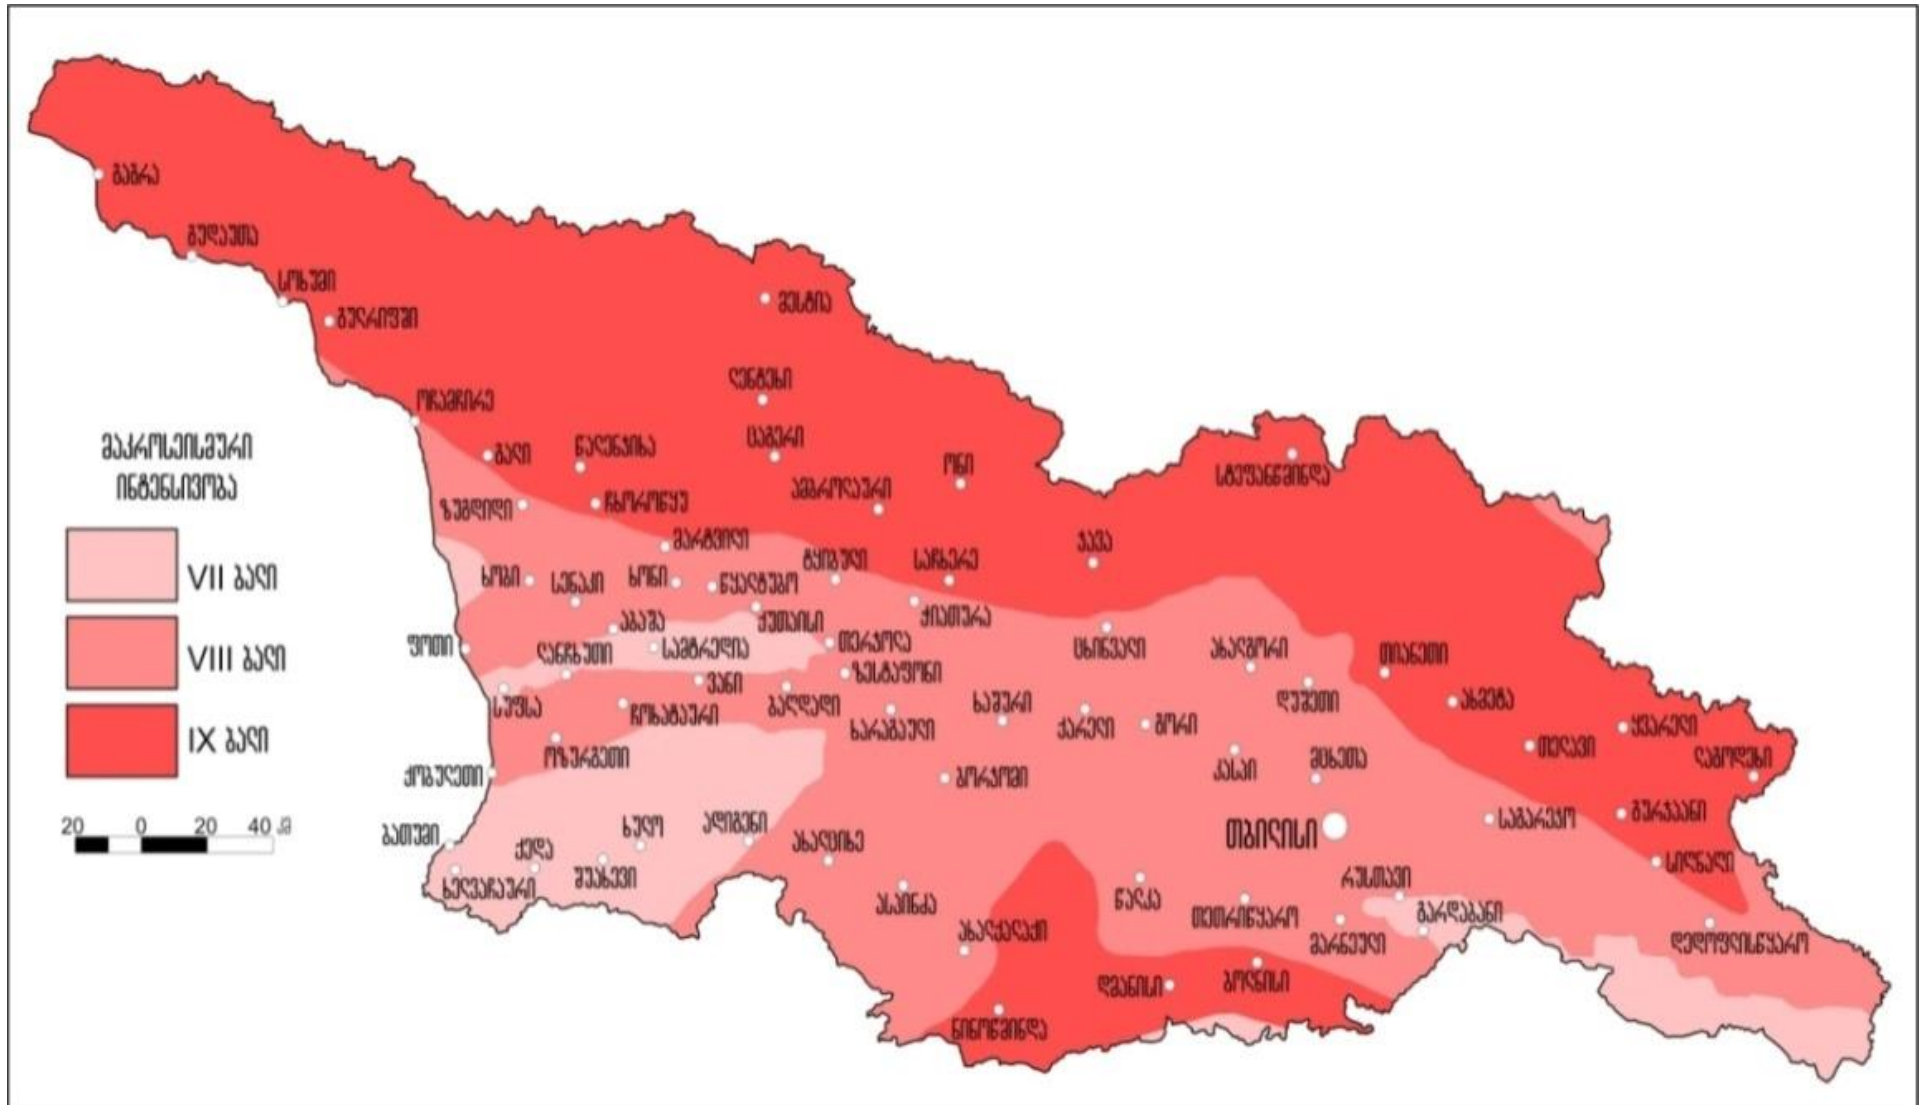 გაგრა
გუდაუთა
სოხუმი
გულრიფში
მესტია
ლენტეხი
ოჩამჩირე
მაკროსეისმური
ინტენსივობა
გალი
წალენჯიხა
ცაგერი
ონი
სტეფანწმინდა
ამბროლაური
ზუგდიდი
ჩხოროწყუ
მარტვილი
ტყიბული
საჩხერე
ჯავა
VII ბალი
ხობი
სენაკი
ხონი
წყალტუბო
ქუთაისი
ჭიათურა
აბაშა
ფოთი
ლანჩხუთი
სამტრედია
თერჯოლა
ცხინვალი
ახალგორი
თიანეთი
VIII ბალი
ზესტაფონი
ვანი
სუფსა
ჩოხატაური
ბაღდადი
ხარაგაული
ხაშური
ქარელი
გორი
დუშეთი
ახმეტა
ყვარელი
IX ბალი
ოზურგეთი
თელავი
ლაგოდეხი
ქობულეთი
ბორჯომი
კასპი
მცხეთა
20 0 20 40 კმ
ბათუმი
ხულო
ადიგენი
ახალციხე
თბილისი
საგარეჯო
გურჯაანი
ქედა
შუახევი
ხელვაჩაური
სიღნაღი
ასპინძა
წალკა
რუსთავი
თეთრიწყარო
გარდაბანი
ახალქალაქი
მარნეული
დედოფლისწყარო
დმანისი
ბოლნისი
ნინოწმინდა